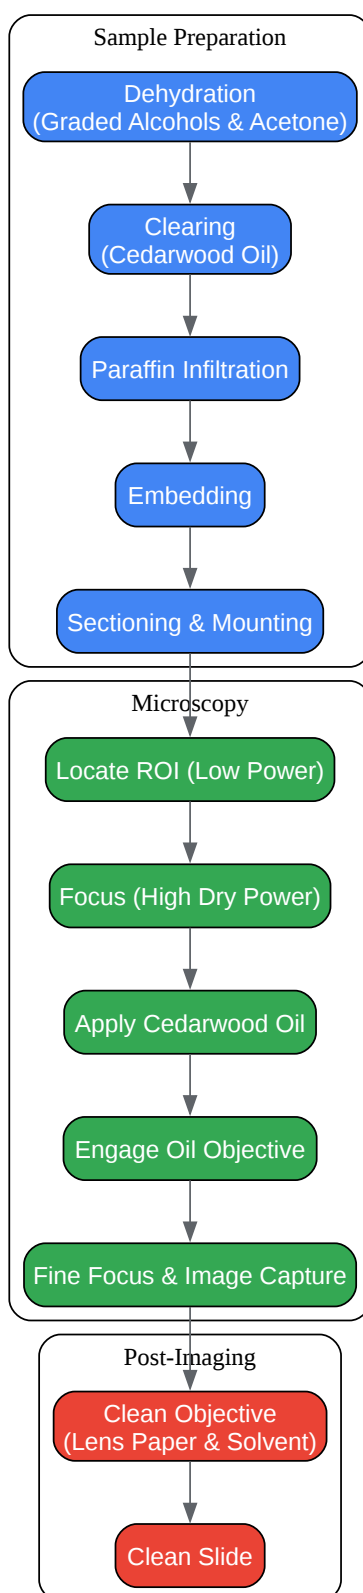 Sample Preparation
Dehydration
(Graded Alcohols & Acetone)
Clearing
(Cedarwood Oil)
Paraffin Infiltration
Embedding
Sectioning & Mounting
Microscopy
Locate ROI (Low Power)
Focus (High Dry Power)
Apply Cedarwood Oil
Engage Oil Objective
Fine Focus & Image Capture
Post-Imaging
Clean Objective
(Lens Paper & Solvent)
Clean Slide